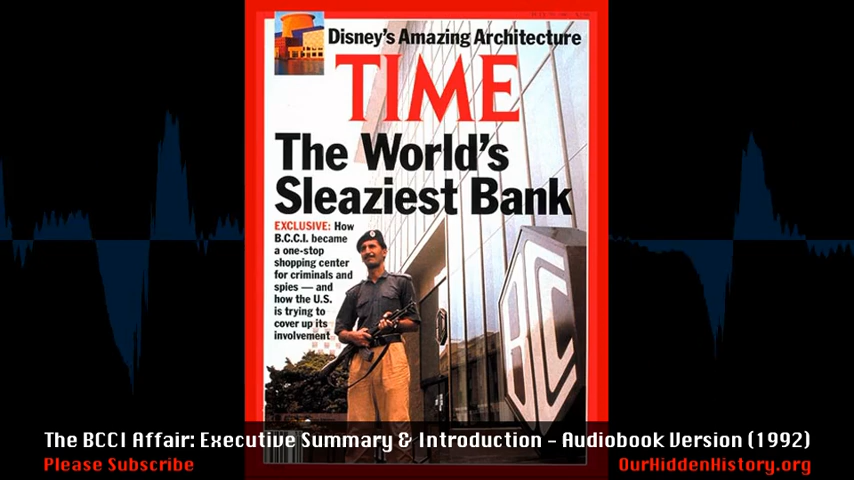 Disney's Amazing Architecture
TIME
The World's
Sleaziest Bank
EXCLUSIVE: How
B.C.C.I. became
a one-stop
shopping center
for criminals and
spies — and
how the U.S.
is trying to
cover up its
involvement
BCCI
The BCCI Affair: Executive Summary & Introduction - Audiobook Version (1992)
Please Subscribe
OurHiddenHistory.org